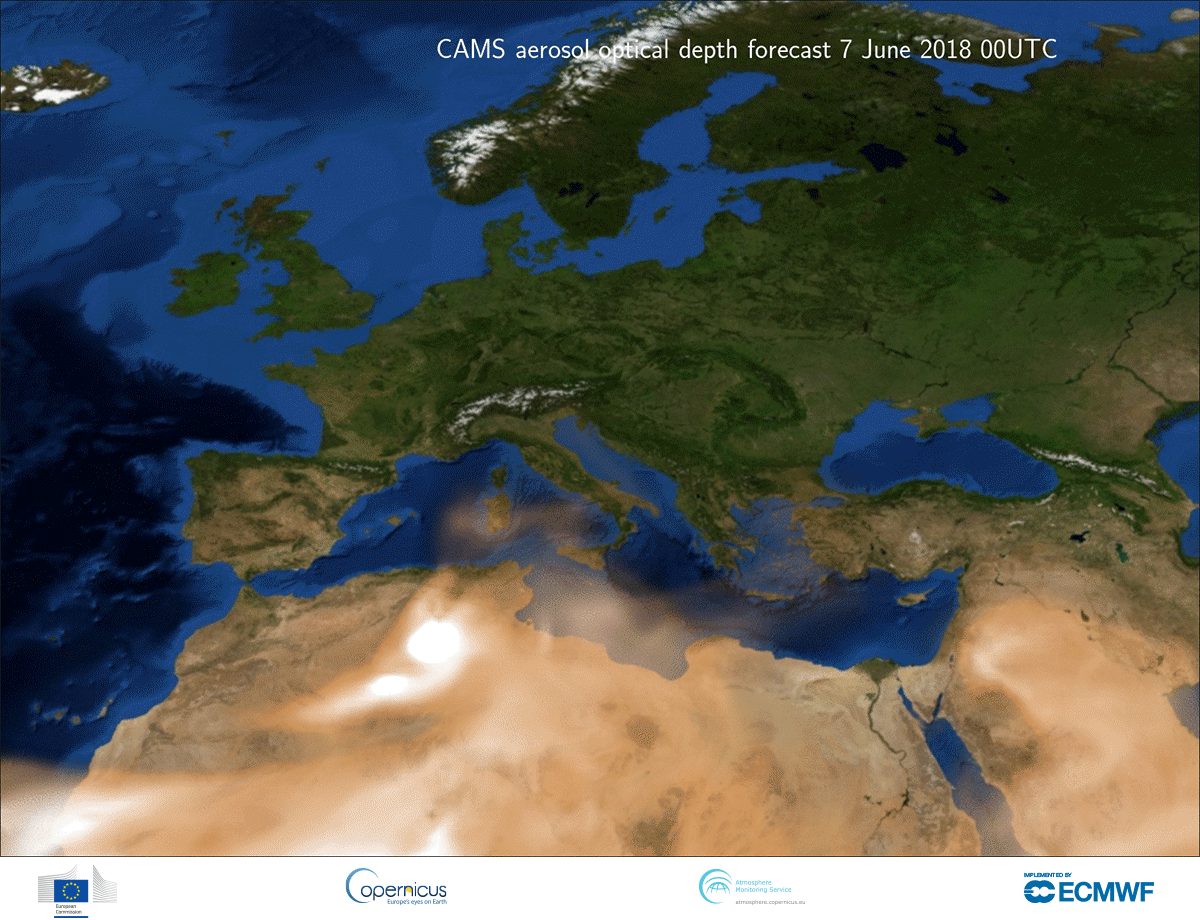 CAMS aerosol optical depth forecast 7 June 2018 00UTC
European
Commission
opernicus
Europe's eyes on Earth
Atmosphere
Monitoring Service
atmosphere.copernicus.eu
IMPLEMENTED BY
ECMWF